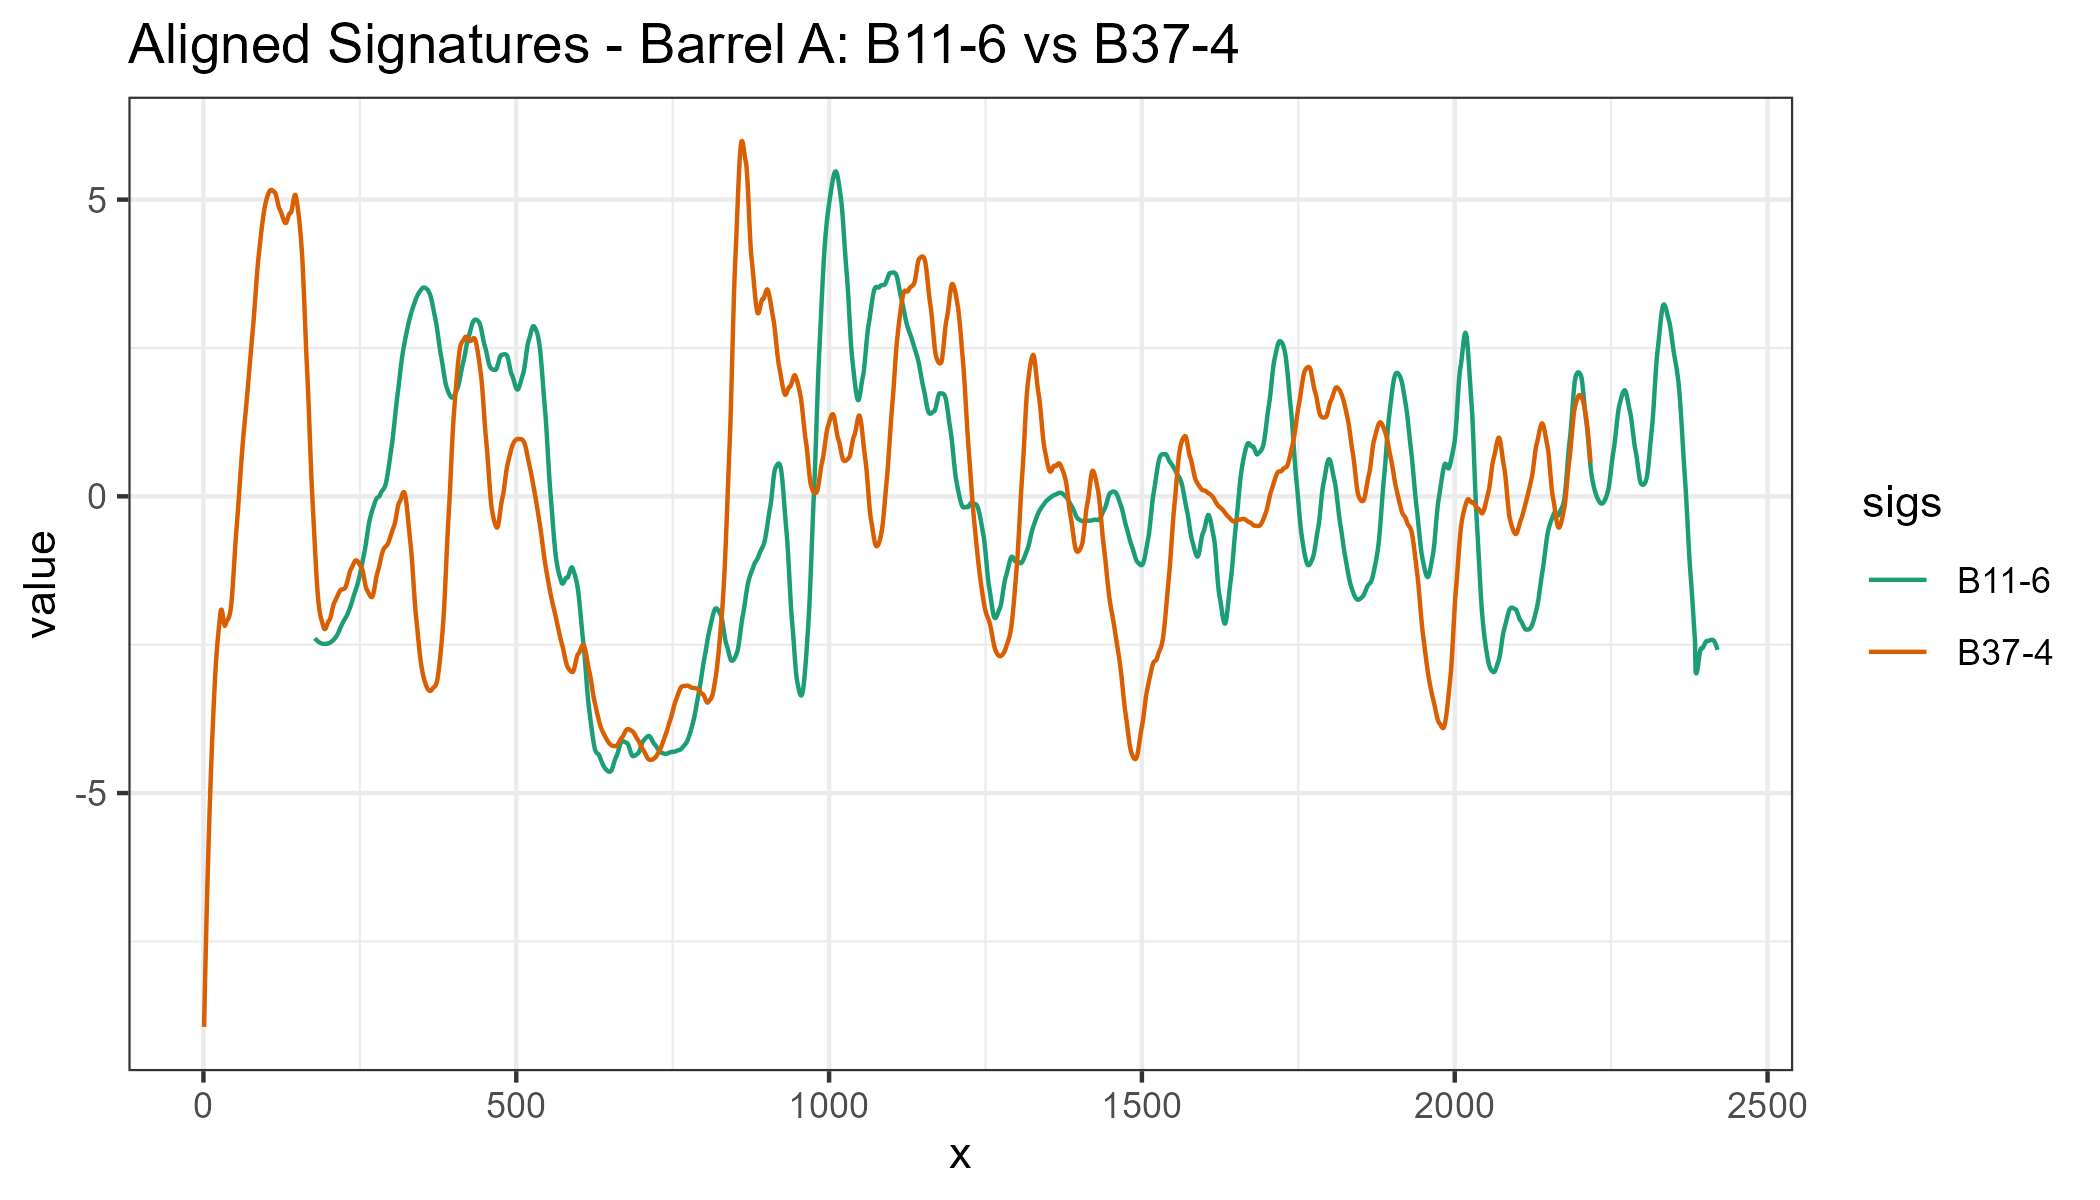 Aligned Signatures - Barrel A: B11-6 vs B37-4
5
0
-5
value
0 500 1000 1500 2000 2500
x
sigs
B11-6
B37-4